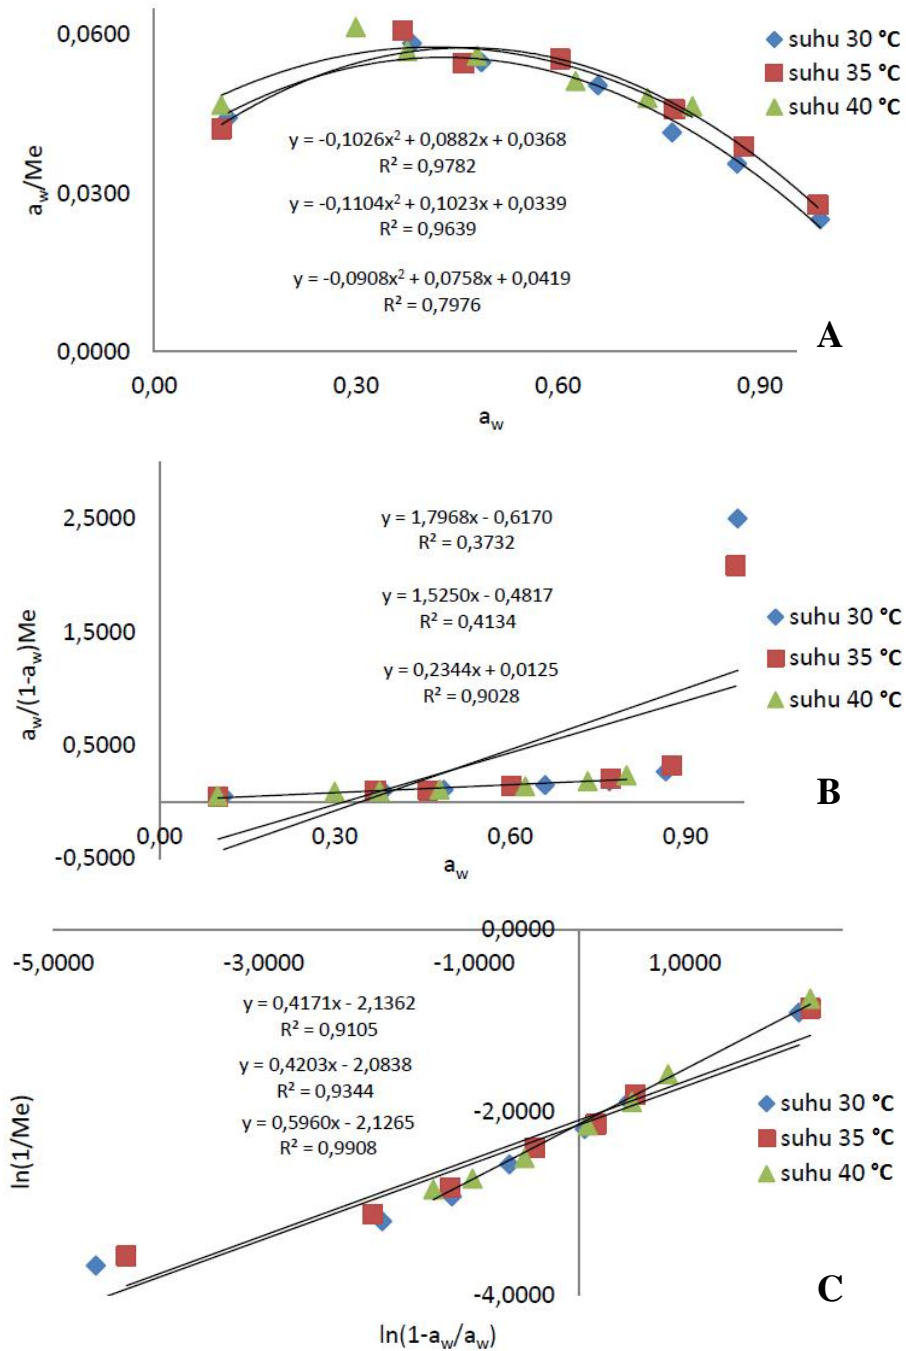 0,0600
0,0300
0,0000
a_w/Me
suhu 30 °C
suhu 35 °C
suhu 40 °C
y = -0,1026x² + 0,0882x + 0,0368
R² = 0,9782
y = -0,1104x² + 0,1023x + 0,0339
R² = 0,9639
y = -0,0908x² + 0,0758x + 0,0419
R² = 0,7976
A
0,00 0,30 0,60 0,90
a_w
2,5000
1,5000
0,5000
-0,5000
a_w/(1-a_w)Me
y = 1,7968x - 0,6170
R² = 0,3732
y = 1,5250x - 0,4817
R² = 0,4134
y = 0,2344x + 0,0125
R² = 0,9028
suhu 30 °C
suhu 35 °C
suhu 40 °C
B
0,00 0,30 0,60 0,90
a_w
0,0000
-2,0000
-4,0000
-5,0000 -3,0000 -1,0000 1,0000
ln(1/Me)
y = 0,4171x - 2,1362
R² = 0,9105
y = 0,4203x - 2,0838
R² = 0,9344
y = 0,5960x - 2,1265
R² = 0,9908
suhu 30 °C
suhu 35 °C
suhu 40 °C
C
ln(1-a_w/a_w)